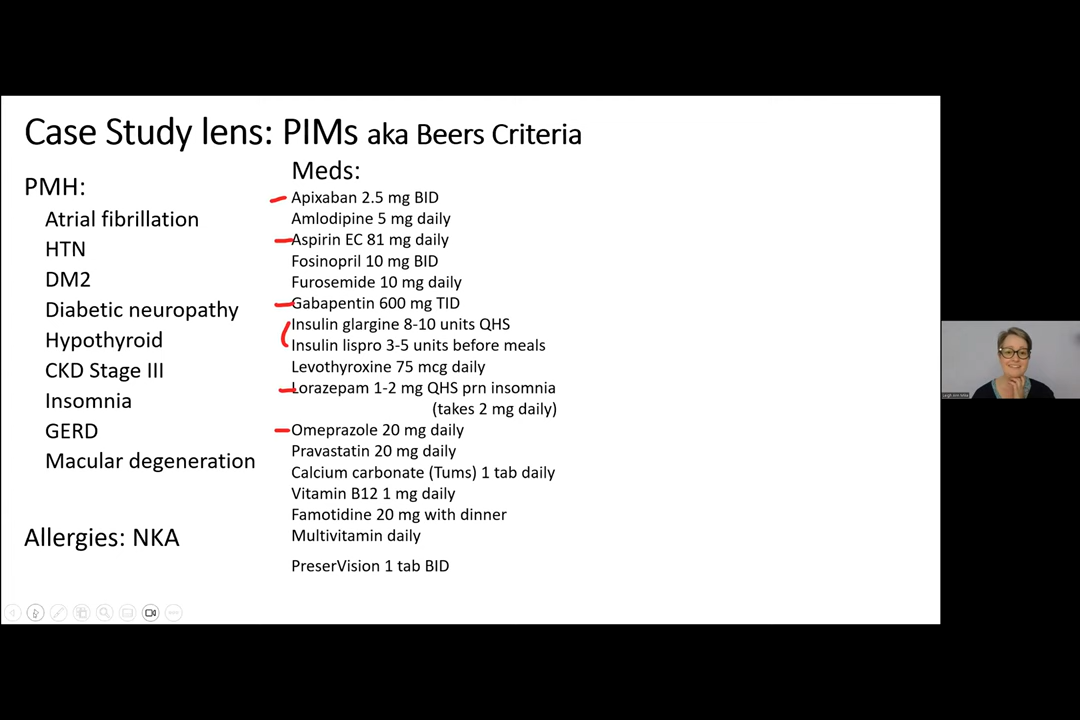 Case Study lens: PIMs aka Beers Criteria
PMH:
Atrial fibrillation
HTN
DM2
Diabetic neuropathy
Hypothyroid
CKD Stage III
Insomnia
GERD
Macular degeneration
Allergies: NKA
Meds:
Apixaban 2.5 mg BID
Amlodipine 5 mg daily
Aspirin EC 81 mg daily
Fosinopril 10 mg BID
Furosemide 10 mg daily
Gabapentin 600 mg TID
Insulin glargine 8-10 units QHS
Insulin lispro 3-5 units before meals
Levothyroxine 75 mcg daily
Lorazepam 1-2 mg QHS prn insomnia
(takes 2 mg daily)
Omeprazole 20 mg daily
Pravastatin 20 mg daily
Calcium carbonate (Tums) 1 tab daily
Vitamin B12 1 mg daily
Famotidine 20 mg with dinner
Multivitamin daily
PreserVision 1 tab BID